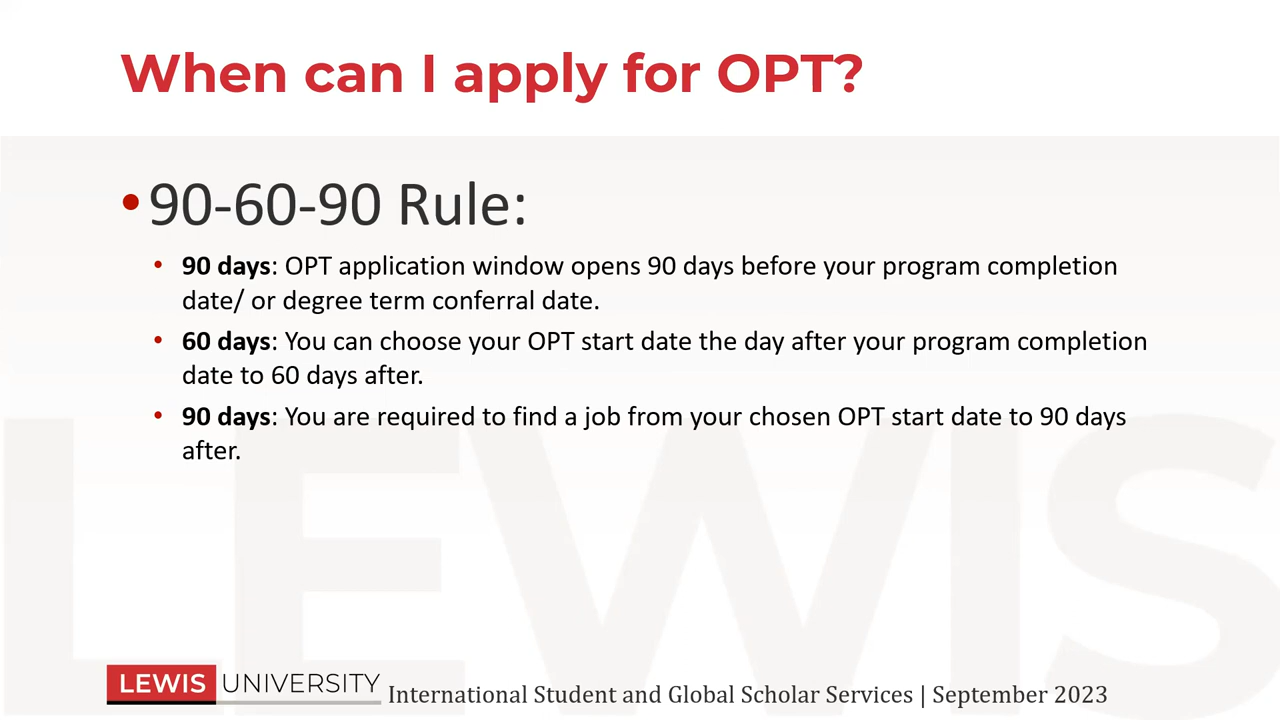 When can I apply for OPT?
•90-60-90 Rule:
• 90 days: OPT application window opens 90 days before your program completion
date/ or degree term conferral date.
• 60 days: You can choose your OPT start date the day after your program completion
date to 60 days after.
• 90 days: You are required to find a job from your chosen OPT start date to 90 days
after.
LEWIS
LEWIS UNIVERSITY International Student and Global Scholar Services | September 2023